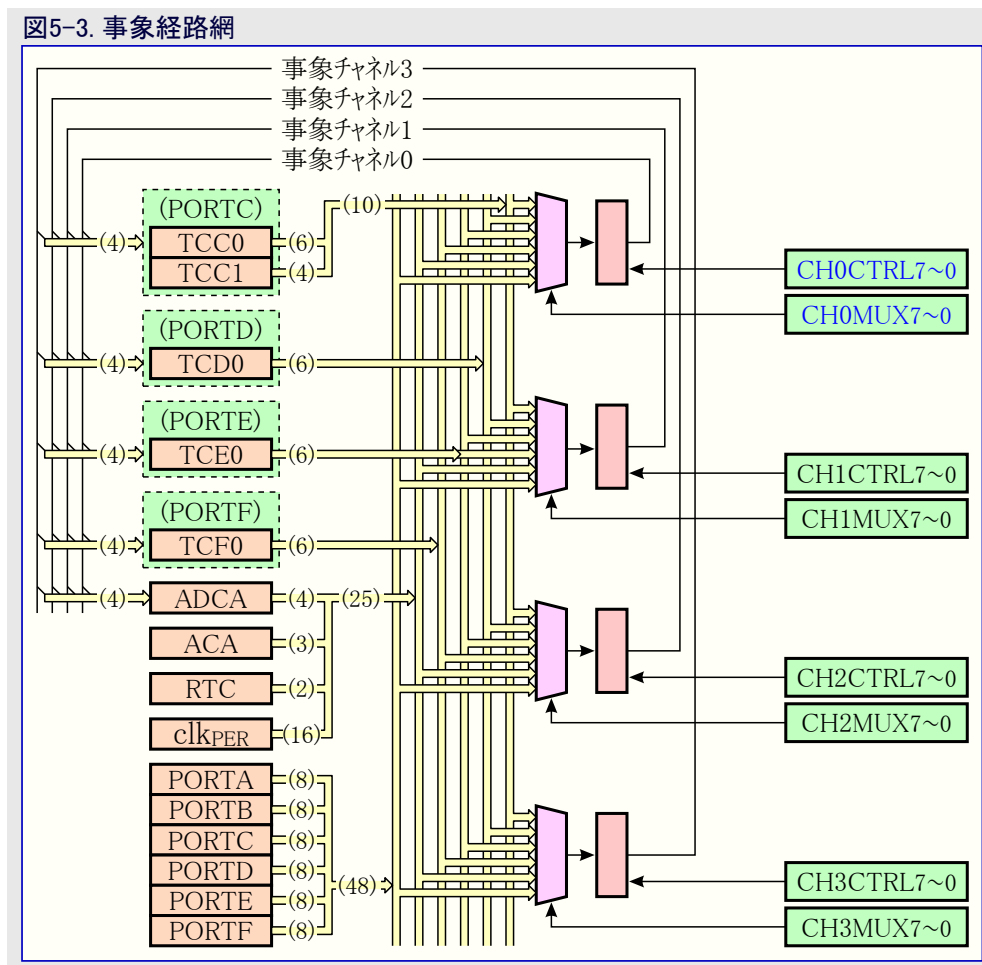 図5-3. 事象経路網
事象チャネル3
事象チャネル2
事象チャネル1
事象チャネル0
(PORTC)
(4)
TCC0
(6)
TCC1
(4)
(10)
CH0CTRL7~0
CH0MUX7~0
(PORTD)
(4)
TCD0
(6)
(PORTE)
(4)
TCE0
(6)
CH1CTRL7~0
CH1MUX7~0
(PORTF)
(4)
TCF0
(6)
(4)
ADCA
(4)
(25)
ACA
(3)
RTC
(2)
clkPER
(16)
CH2CTRL7~0
CH2MUX7~0
PORTA
(8)
PORTB
(8)
PORTC
(8)
PORTD
(8)
(48)
PORTE
(8)
PORTF
(8)
CH3CTRL7~0
CH3MUX7~0